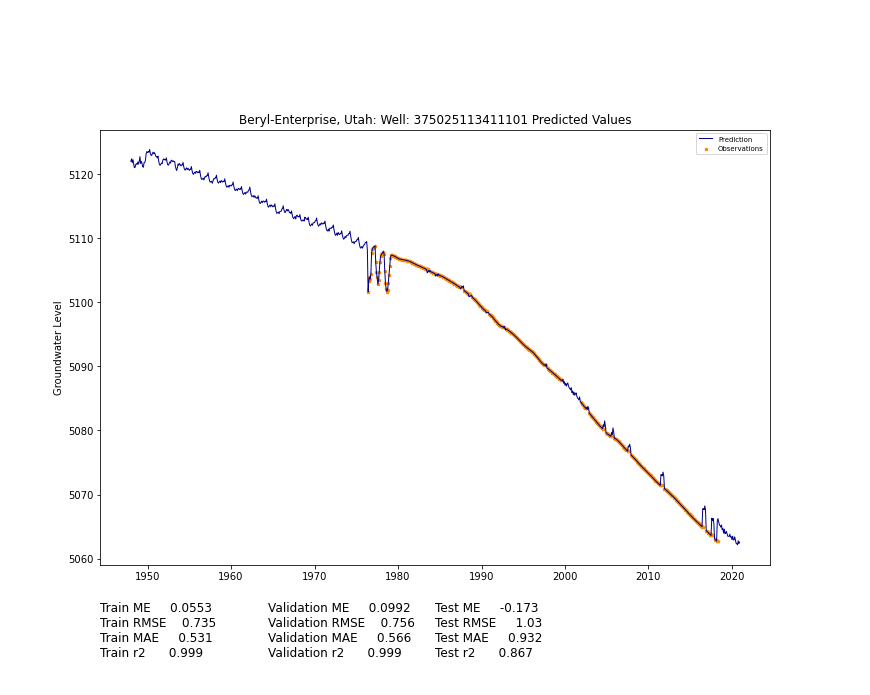 Beryl-Enterprise, Utah: Well: 375025113411101 Predicted Values
Prediction
Observations
Groundwater Level
5120
5110
5100
5090
5080
5070
5060
1950 1960 1970 1980 1990 2000 2010 2020
Train ME 0.0553 Validation ME 0.0992 Test ME -0.173
Train RMSE 0.735 Validation RMSE 0.756 Test RMSE 1.03
Train MAE 0.531 Validation MAE 0.566 Test MAE 0.932
Train r2 0.999 Validation r2 0.999 Test r2 0.867